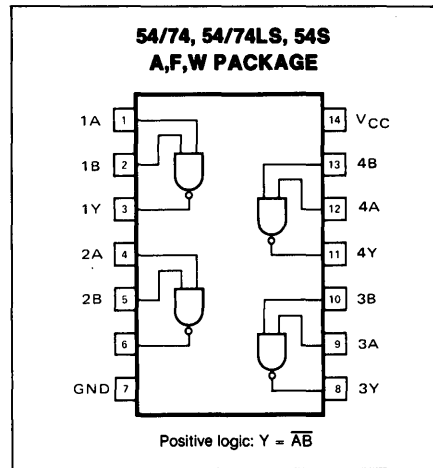 54/74, 54/74LS, 54S
A,F,W PACKAGE
1A 1 14 VCC
1B 2 13 4B
1Y 3 12 4A
2A 4 11 4Y
2B 5 10 3B
6 9 3A
GND 7 8 3Y
Positive logic: Y = A̅B̅